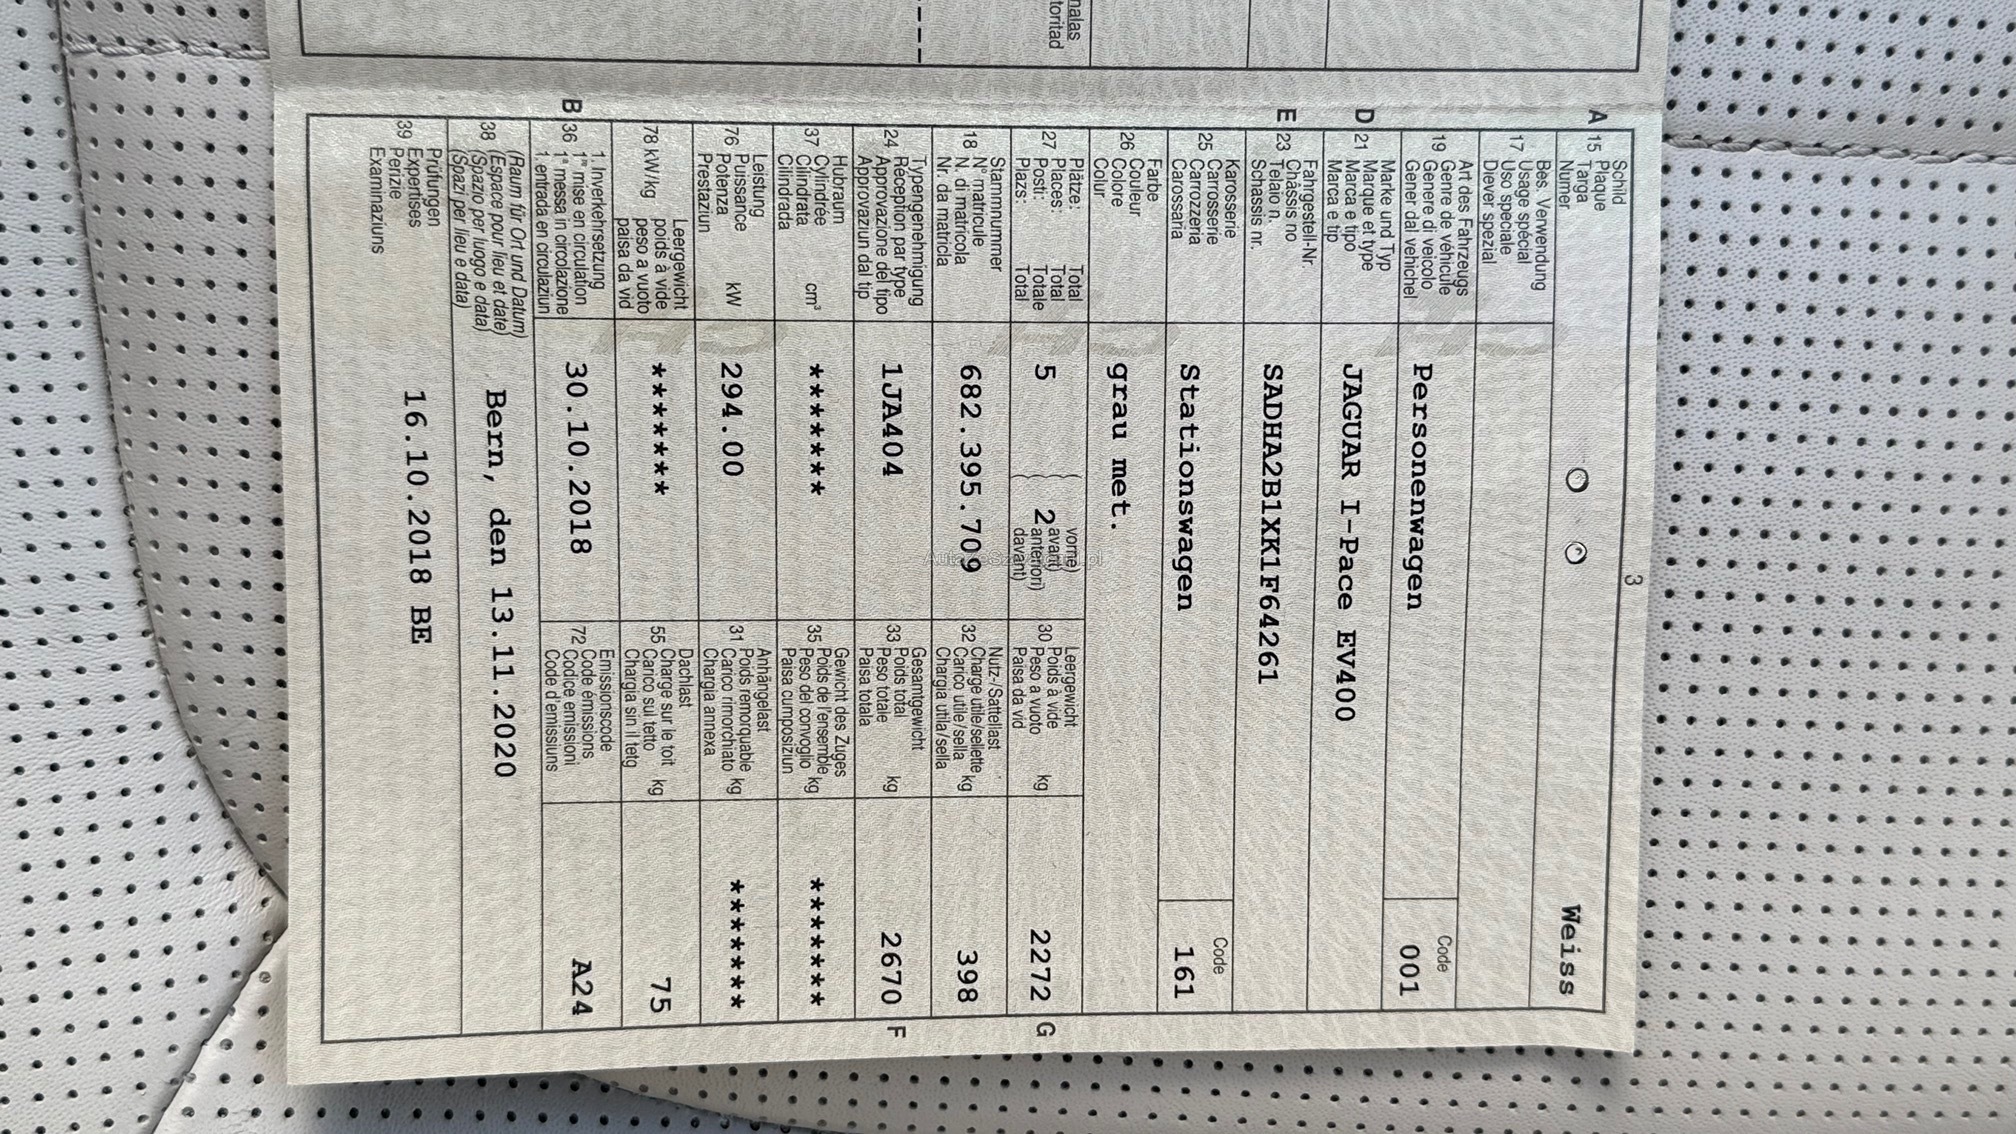 nalas
toritad
3
Schild
A 15 Plaque
Targa
Numer
Weiss
Bes. Verwendung
17 Usage spécial
Uso speciale
Diever spezial
Art des Fahrzeugs
19 Genre de véhicule
Genere di veicolo
Gener dal vehichel
Personenwagen
Code
001
Marke und Typ
D 21 Marque et type
Marca e tipo
Marca e tip
JAGUAR I-Pace EV400
Fahrgestell-Nr.
E 23 Châssis no
Telaio n.
Schassis nr.
SADHA2B1XK1F64261
Karosserie
25 Carrosserie
Carrozzeria
Carossaria
Stationswagen
Code
161
Farbe
26 Couleur
Colore
Colur
grau met.
Plätze: Total
27 Places: Total
Posti: Totale
Plazs: Total
5
( vorne)
2 avant)
anteriori)
( davant)
Leergewicht
30 Poids à vide
Peso a vuoto kg
Paisa da vid
2272 G
Stammnummer
18 N° matricule
N. di matricola
Nr. da matricla
682.395.709
Nutz-/Sattellast
32 Charge utile/sellette kg
Carico utile/sella
Chargia utila/sella
398
Typengenehmigung
24 Réception par type
Approvazione del tipo
Approvaziun dal tip
1JA404
Gesamtgewicht
33 Poids total
Peso totale kg
Paisa totala
2670 F
Hubraum
37 Cylindrée
Cilindrata cm³
Cilindrada
*******
Gewicht des Zuges
35 Poids de l'ensemble
Peso del convoglio kg
Paisa cumposiziun
*******
Leistung
76 Puissance
Potenza kW
Prestaziun
294.00
Anhängelast
31 Poids remorquable
Carico rimorchiato kg
Chargia annexa
*******
78 kW/kg
Leergewicht
poids à vide
peso a vuoto
paisa da vid
*******
Dachlast
55 Charge sur le toit
Carico sul tetto kg
Chargia sin il tetg
75
1. Inverkehrsetzung
B 36 1re mise en circulation
1a messa in circolazione
1. entrada en circulaziun
30.10.2018
Emissionscode
72 Code émissions
Codice emissioni
Code d'emissiuns
A24
(Raum für Ort und Datum)
38 (Espace pour lieu et date)
(Spazio per luogo e data)
(Spazi per lieu e data)
Bern, den 13.11.2020
Prüfungen
39 Expertises
Perizie
Examinaziuns
16.10.2018 BE